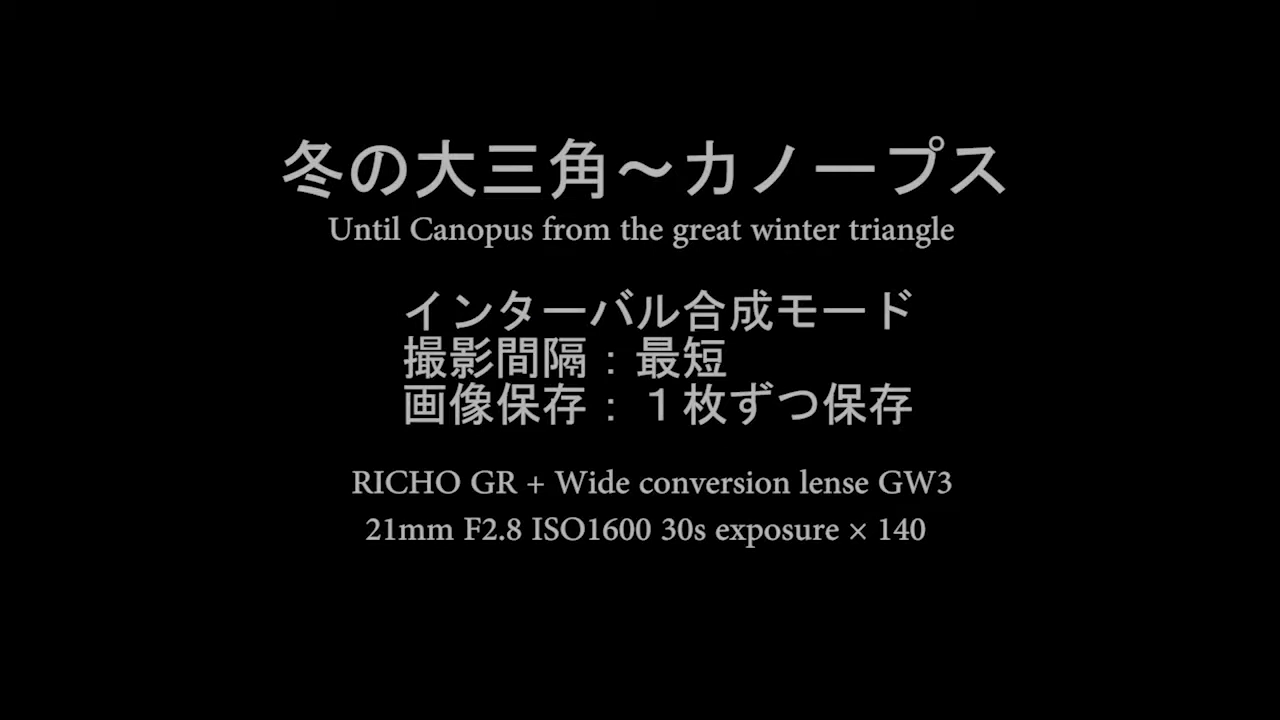 冬の大三角～カノープス
Until Canopus from the great winter triangle
インターバル合成モード
撮影間隔：最短
画像保存：１枚ずつ保存
RICHO GR + Wide conversion lense GW3
21mm F2.8 ISO1600 30s exposure × 140